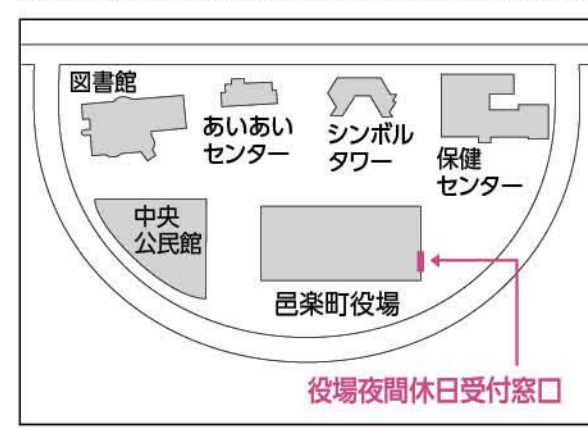 図書館
あいあい
センター
シンボル
タワー
保健
センター
中央
公民館
邑楽町役場
役場夜間休日受付窓口